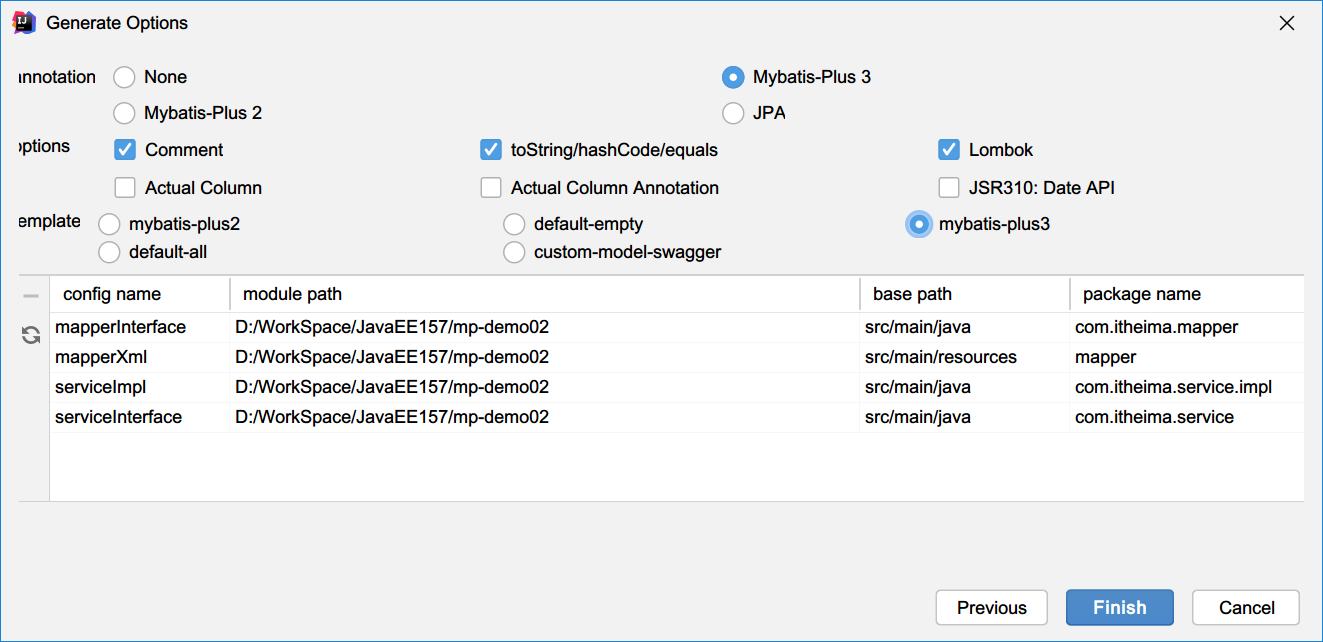 Generate Options
nnotation None Mybatis-Plus 3
Mybatis-Plus 2 JPA
options Comment toString/hashCode/equals Lombok
Actual Column Actual Column Annotation JSR310: Date API
emplate mybatis-plus2 default-empty mybatis-plus3
default-all custom-model-swagger
config name module path base path package name
mapperInterface D:/WorkSpace/JavaEE157/mp-demo02 src/main/java com.itheima.mapper
mapperXml D:/WorkSpace/JavaEE157/mp-demo02 src/main/resources mapper
serviceImpl D:/WorkSpace/JavaEE157/mp-demo02 src/main/java com.itheima.service.impl
serviceInterface D:/WorkSpace/JavaEE157/mp-demo02 src/main/java com.itheima.service
Previous Finish Cancel